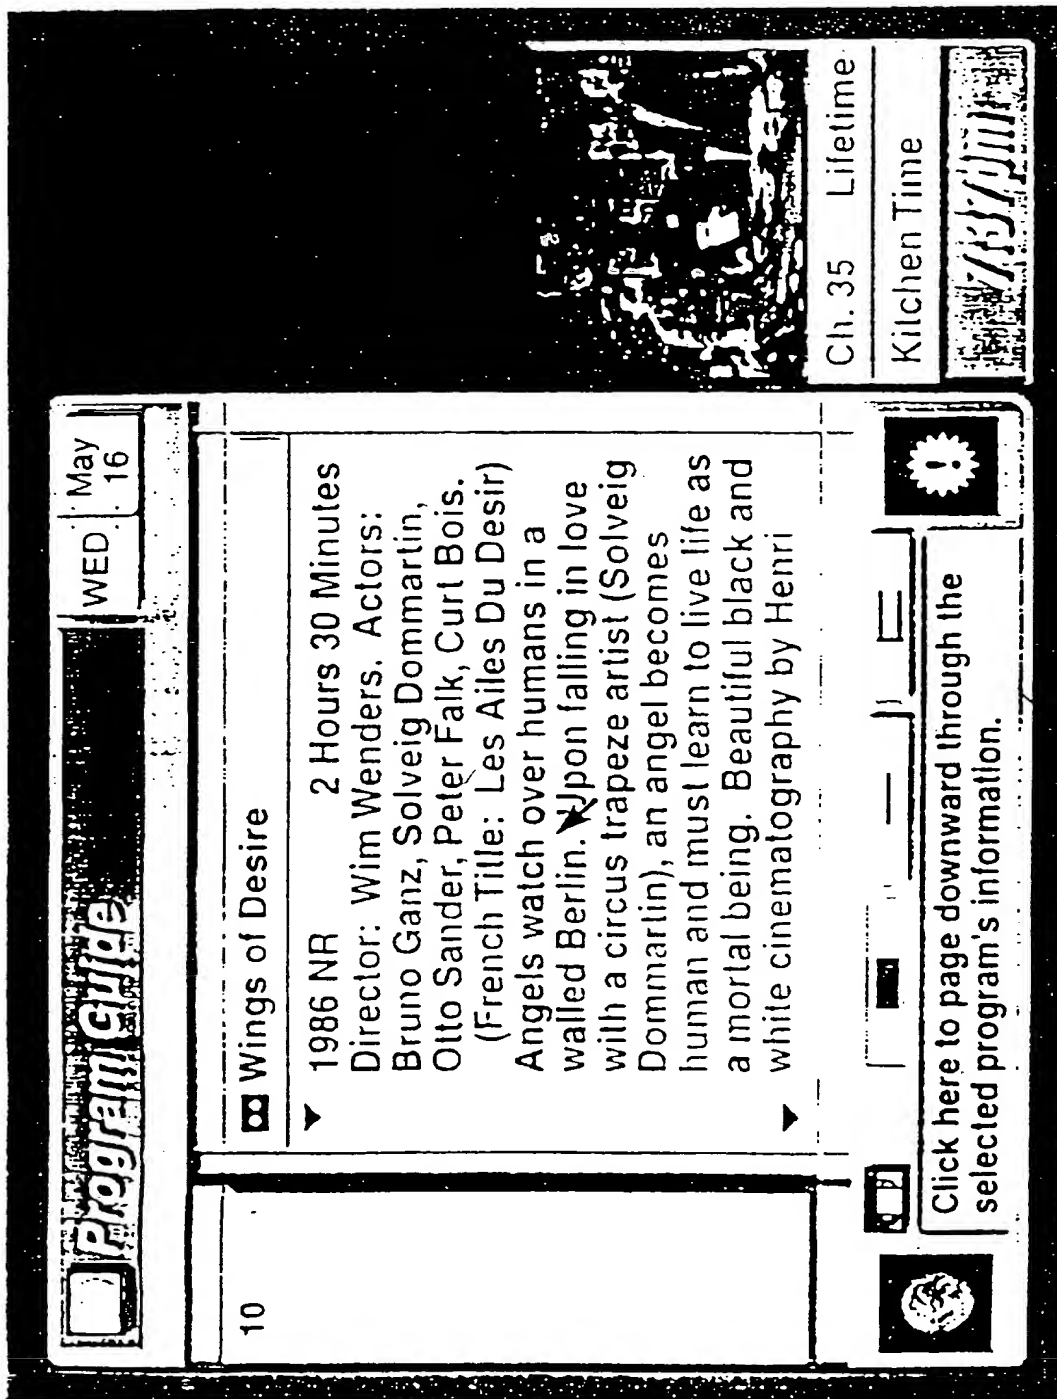 Program Guide
WED May
16
10
Wings of Desire
1986 NR 2 Hours 30 Minutes
Director: Wim Wenders. Actors:
Bruno Ganz, Solveig Dommartin,
Otto Sander, Peter Falk, Curt Bois.
(French Title: Les Ailes Du Desir)
Angels watch over humans in a
walled Berlin. Upon falling in love
with a circus trapeze artist (Solveig
Dommartin), an angel becomes
human and must learn to live life as
a mortal being. Beautiful black and
white cinematography by Henri
Click here to page downward through the
selected program's information.
!
Ch. 35 Lifetime
Kitchen Time